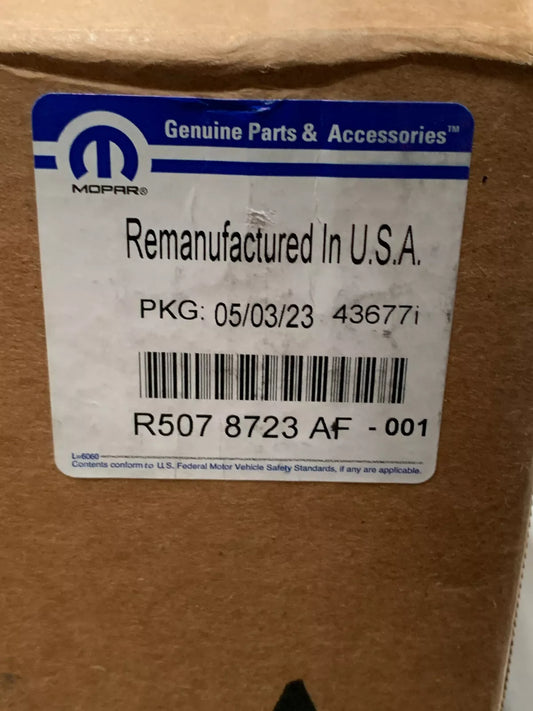 Genuine Parts & Accessories™
MOPAR®
Remanufactured In U.S.A.
PKG: 05/03/23 43677i
R507 8723 AF - 001
L=6060
Contents conform to U.S. Federal Motor Vehicle Safety Standards, if any are applicable.